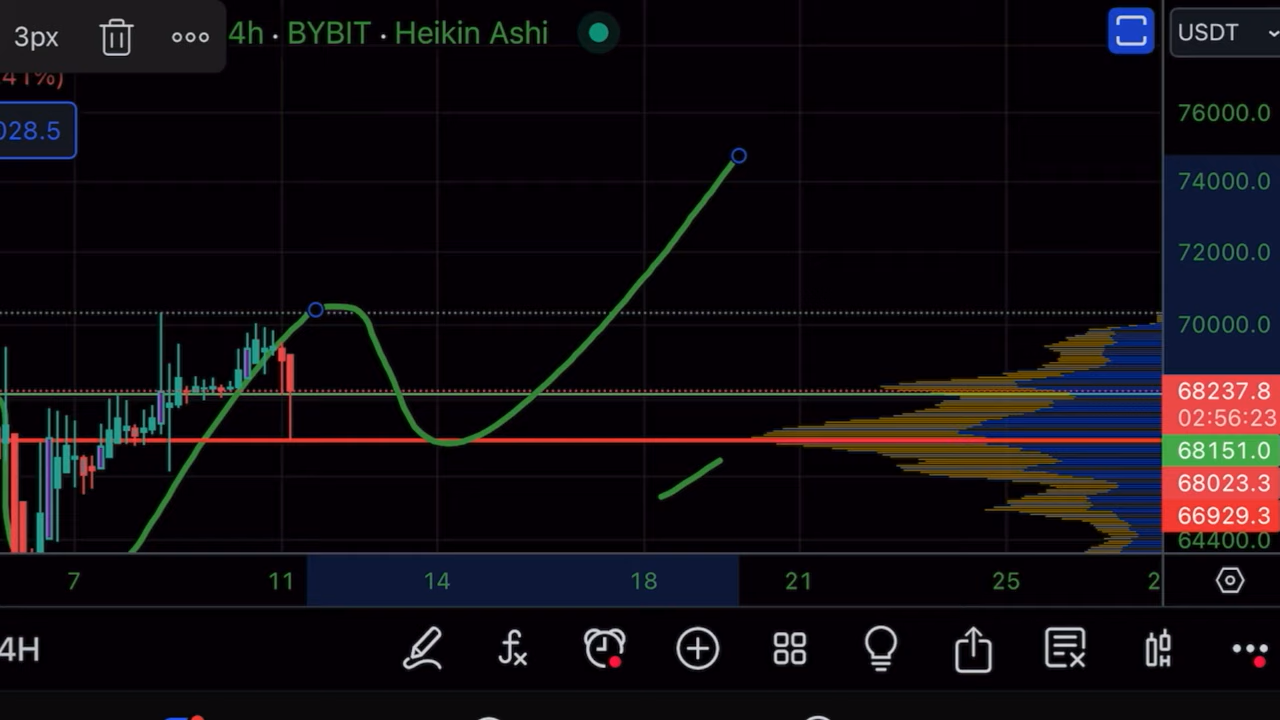 3px
4h · BYBIT · Heikin Ashi
USDT
41%)
028.5
76000.0
74000.0
72000.0
70000.0
68237.8
02:56:23
68151.0
68023.3
66929.3
64400.0
7 11 14 18 21 25 2
4H